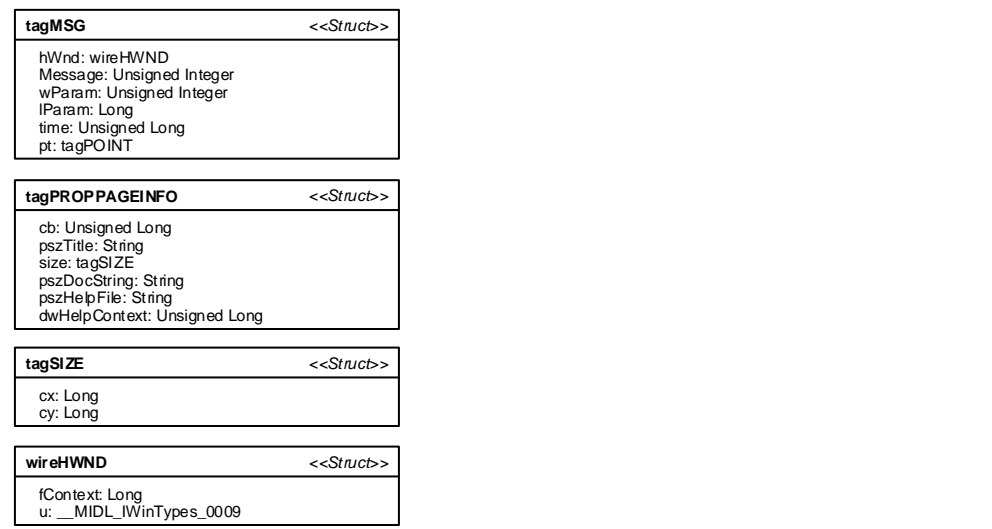 tagMSG <<Struct>>
hWnd: wireHWND
Message: Unsigned Integer
wParam: Unsigned Integer
lParam: Long
time: Unsigned Long
pt: tagPOINT
tagPROPPAGEINFO <<Struct>>
cb: Unsigned Long
pszTitle: String
size: tagSIZE
pszDocString: String
pszHelpFile: String
dwHelpContext: Unsigned Long
tagSIZE <<Struct>>
cx: Long
cy: Long
wireHWND <<Struct>>
fContext: Long
u: __MIDL_IWinTypes_0009